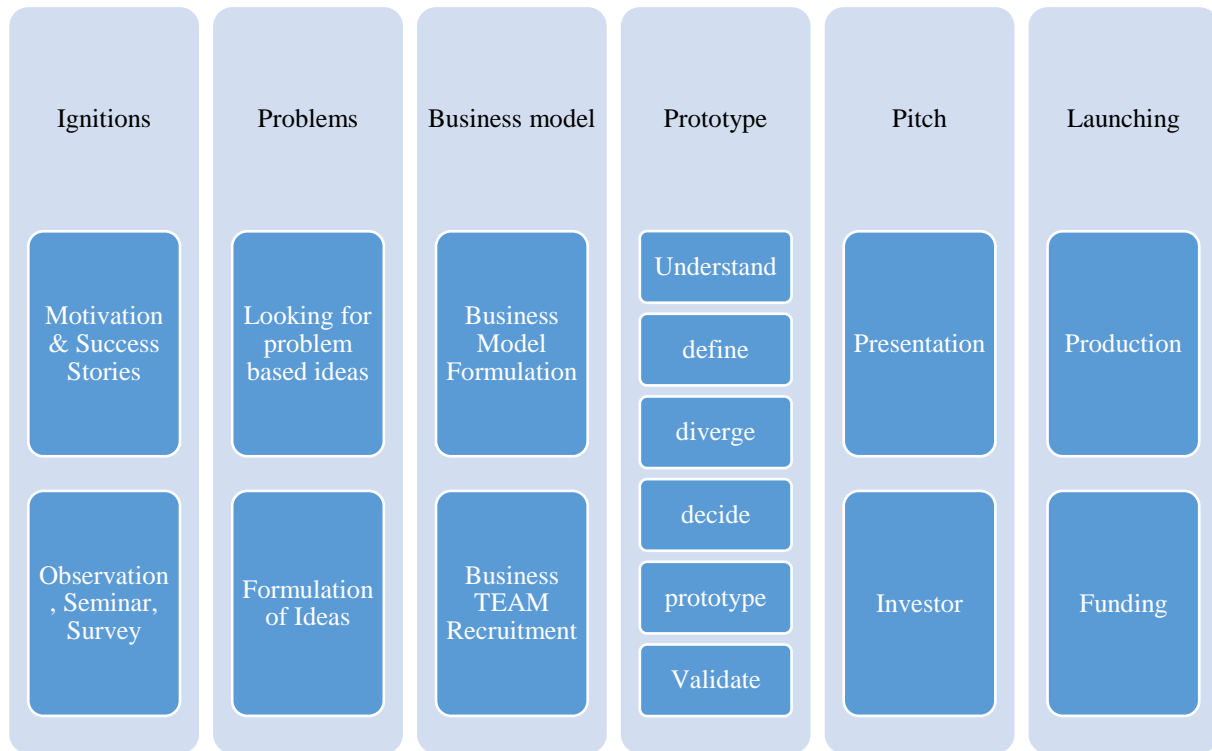 Ignitions
Motivation
& Success
Stories
Observation
, Seminar,
Survey
Problems
Looking for
problem
based ideas
Formulation
of Ideas
Business model
Business
Model
Formulation
Business
TEAM
Recruitment
Prototype
Understand
define
diverge
decide
prototype
Validate
Pitch
Presentation
Investor
Launching
Production
Funding